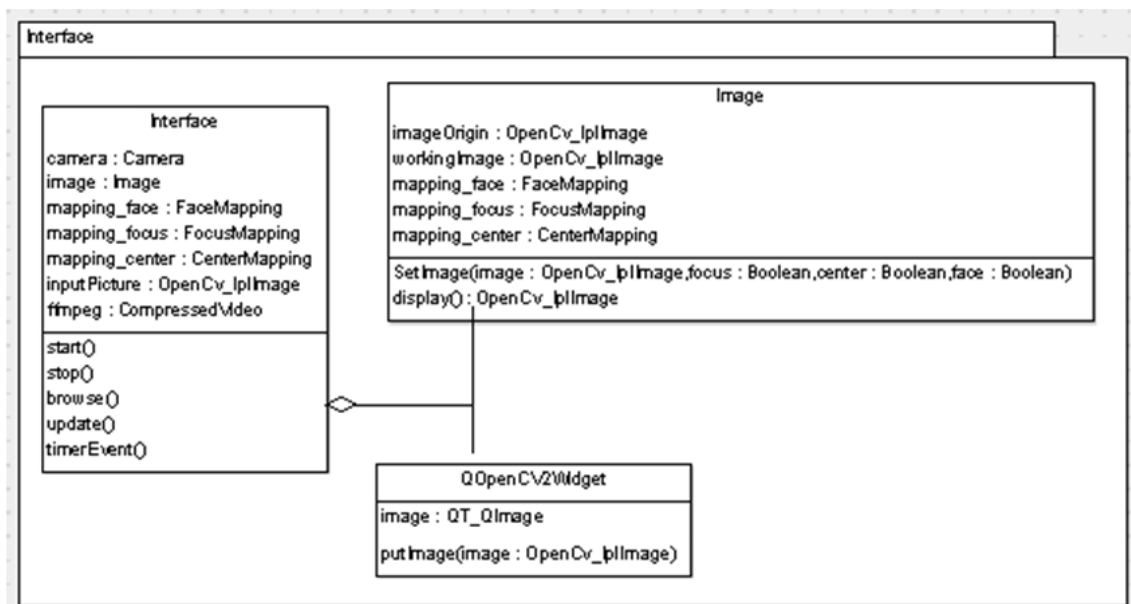 Interface
Interface
camera : Camera
image : Image
mapping_face : FaceMapping
mapping_focus : FocusMapping
mapping_center : CenterMapping
inputPicture : OpenCv_IplImage
ffmpeg : CompressedVideo
start()
stop()
browse()
update()
timerEvent()
Image
imageOrigin : OpenCv_IplImage
workingImage : OpenCv_IplImage
mapping_face : FaceMapping
mapping_focus : FocusMapping
mapping_center : CenterMapping
SetImage(image : OpenCv_IplImage,focus : Boolean,center : Boolean,face : Boolean)
display() : OpenCv_IplImage
QOpenCV2Widget
image : QT_QImage
putImage(image : OpenCv_IplImage)